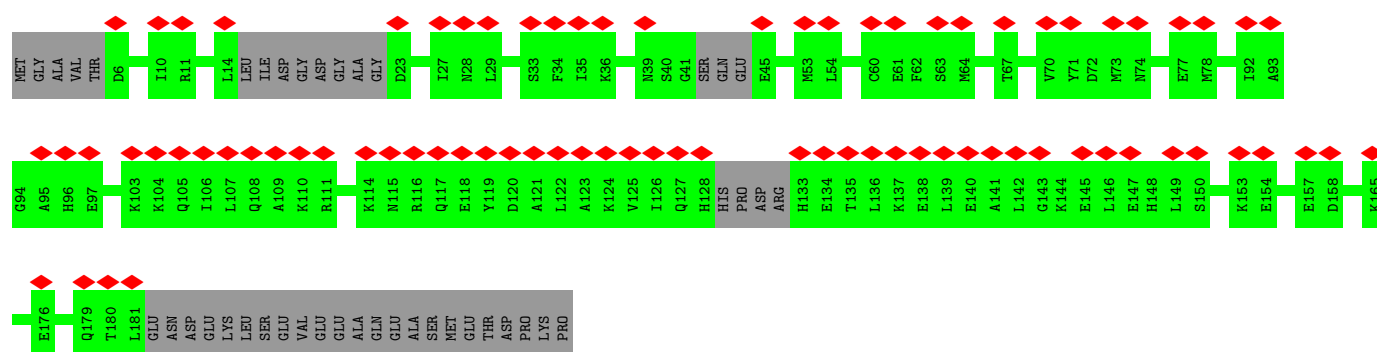 MET GLY ALA VAL THR D6 I10 R11 L14 LEU ILE ASP GLY ASP GLY ALA GLY D23 I27 N28 L29 S33 F34 I35 K36 N39 S40 G41 SER GLN GLU E45 M53 L54 C60 E61 F62 S63 M64 T67 V70 Y71 D72 M73 N74 E77 M78 I92 A93
G94 A95 H96 E97 K103 K104 Q105 I106 L107 Q108 A109 K110 R111 K114 N115 R116 Q117 E118 Y119 D120 A121 L122 A123 K124 V125 I126 Q127 H128 HIS PRO ASP ARG H133 E134 T135 L136 K137 E138 L139 E140 A141 L142 G143 K144 E145 L146 E147 H148 L149 S150 K153 E154 E157 D158 K165
E176 Q179 T180 L181 GLU ASN ASP GLU LYS LEU SER GLU VAL GLU GLU ALA GLN GLU ALA SER MET GLU THR ASP PRO LYS PRO